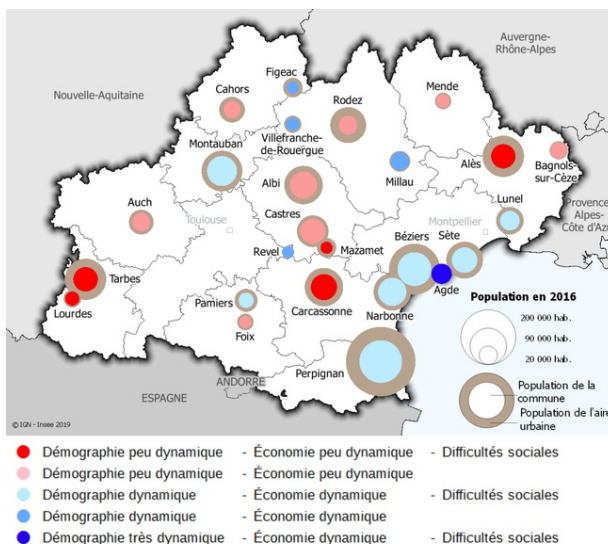 Auvergne-
Rhône-Alpes
Nouvelle-Aquitaine
Figeac
Cahors
Rodez
Mende
Villefranche-
de-Rouergue
Montauban
Millau
Alès
Bagnols-
sur-Cèze
Albi
Auch
Toulouse
Castres
Lunel
Montpellier
Provence-
Alpes-
Côte d'Az
Béziers
Sète
Revel
Mazamet
Agde
Tarbes
Lourdes
Pamiers
Foix
Carcassonne
Narbonne
Perpignan
ANDORRE
ESPAGNE
Population en 2016
200 000 hab.
90 000 hab.
20 000 hab.
Population de la
commune
Population de l'aire
urbaine
© IGN - Insee 2019
Démographie peu dynamique - Économie peu dynamique - Difficultés sociales
Démographie peu dynamique - Économie peu dynamique
Démographie dynamique - Économie dynamique - Difficultés sociales
Démographie dynamique - Économie dynamique
Démographie très dynamique - Économie dynamique - Difficultés sociales